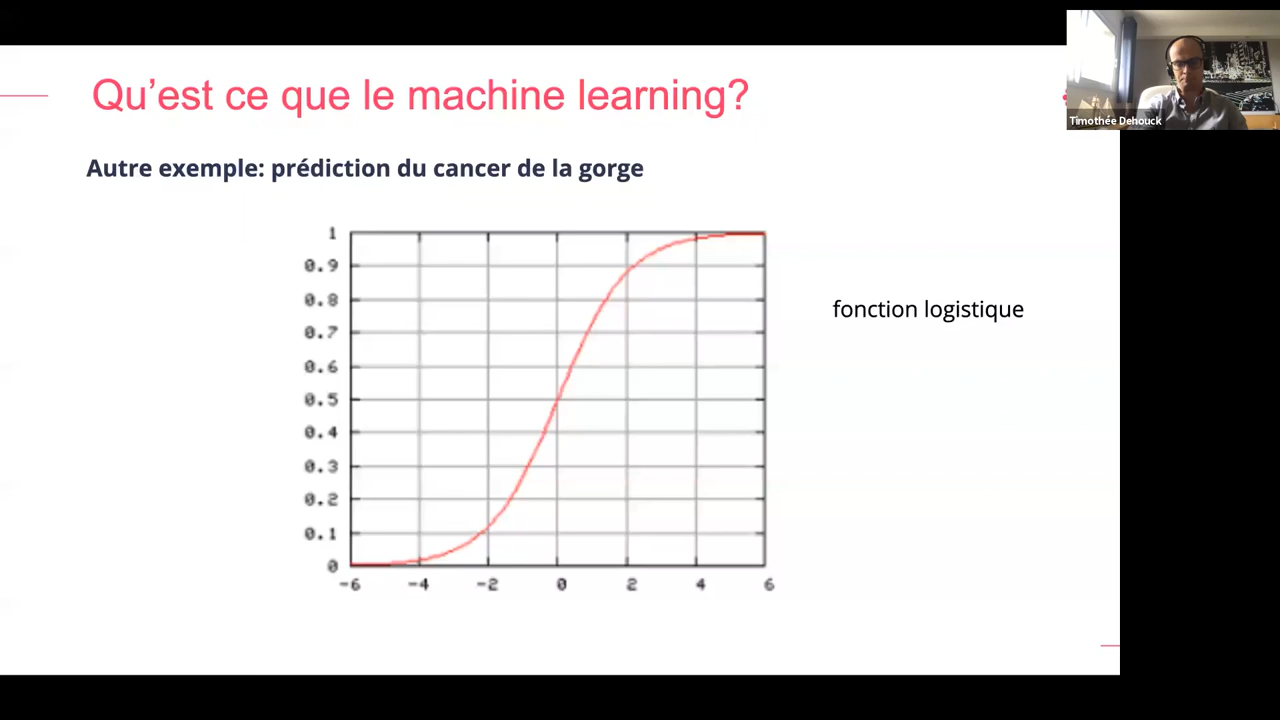 Qu'est ce que le machine learning?
Timothée Dehouck
Autre exemple: prédiction du cancer de la gorge
1
0.9
0.8
0.7
0.6
0.5
0.4
0.3
0.2
0.1
0
-6 -4 -2 0 2 4 6
fonction logistique